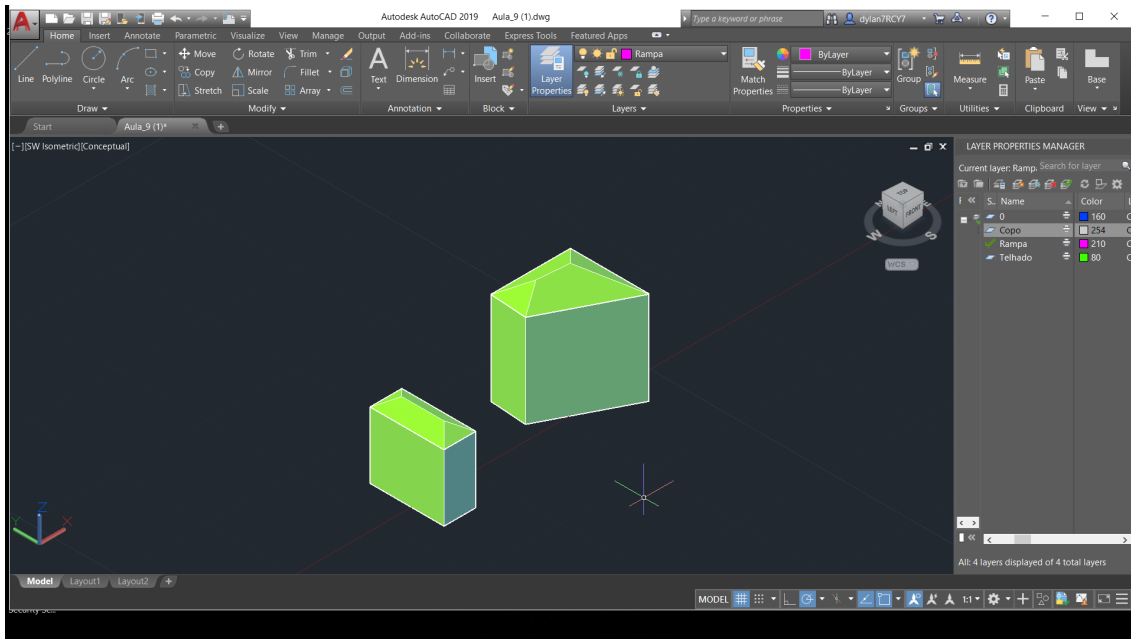 Autodesk AutoCAD 2019 Aula_9 (1).dwg
Type a keyword or phrase
dylan7RCY7
Home Insert Annotate Parametric Visualize View Manage Output Add-ins Collaborate Express Tools Featured Apps
Line Polyline Circle Arc
Move Rotate Trim
Copy Mirror Fillet
Stretch Scale Array
Text Dimension
Insert
Layer Properties
Rampa
Match Properties
ByLayer
ByLayer
ByLayer
Group
Measure
Paste
Base
Draw Modify Annotation Block Layers Properties Groups Utilities Clipboard View
Start Aula_9 (1)*
[−][SW Isometric][Conceptual]
TOP
LEFT FRONT
N E
W S
WCS
LAYER PROPERTIES MANAGER
Current layer: Ramp.
Search for layer
S.. Name Color
0 160
Copo 254
Rampa 210
Telhado 80
Z
Y X
All: 4 layers displayed of 4 total layers
Model Layout1 Layout2
MODEL
1:1